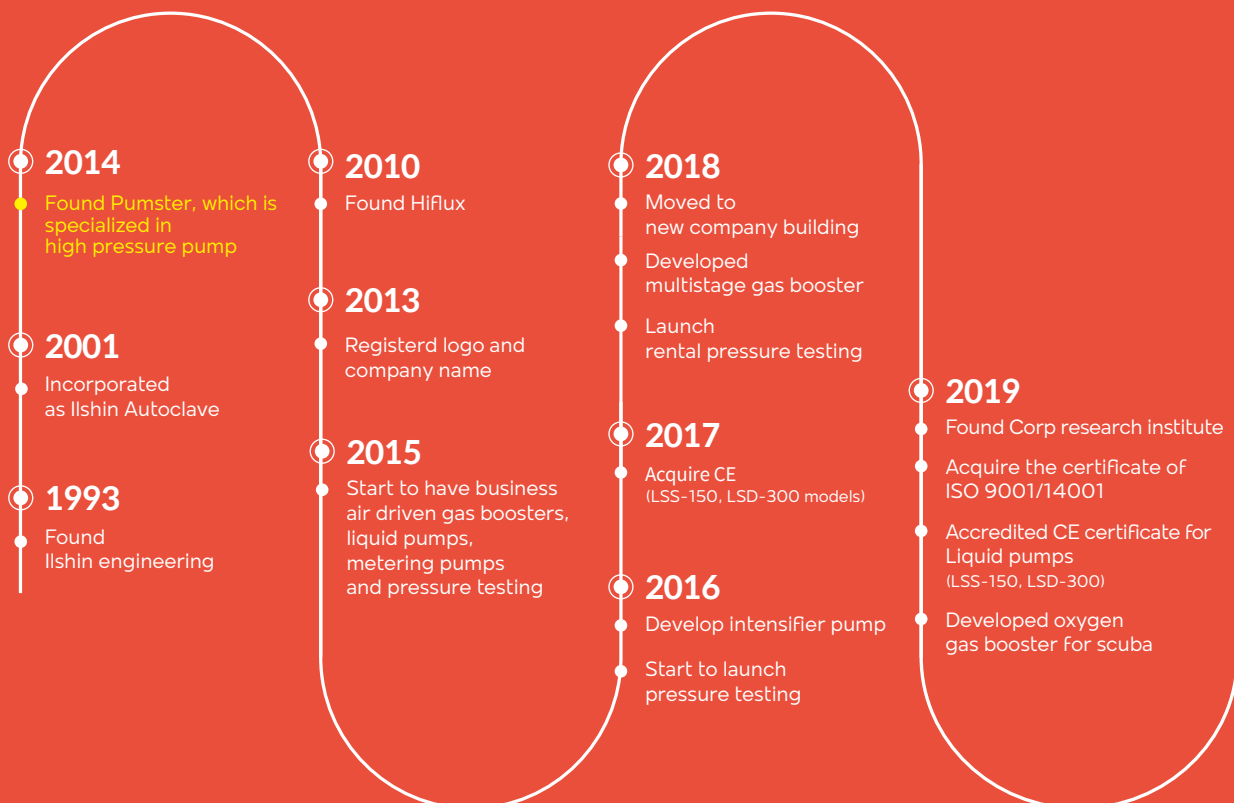 2014
Found Pumster, which is
specialized in
high pressure pump
2001
Incorporated
as Ilshin Autoclave
1993
Found
Ilshin engineering
2010
Found Hiflux
2013
Registerd logo and
company name
2015
Start to have business
air driven gas boosters,
liquid pumps,
metering pumps
and pressure testing
2018
Moved to
new company building
Developed
multistage gas booster
Launch
rental pressure testing
2017
Acquire CE
(LSS-150, LSD-300 models)
2016
Develop intensifier pump
Start to launch
pressure testing
2019
Found Corp research institute
Acquire the certificate of
ISO 9001/14001
Accredited CE certificate for
Liquid pumps
(LSS-150, LSD-300)
Developed oxygen
gas booster for scuba